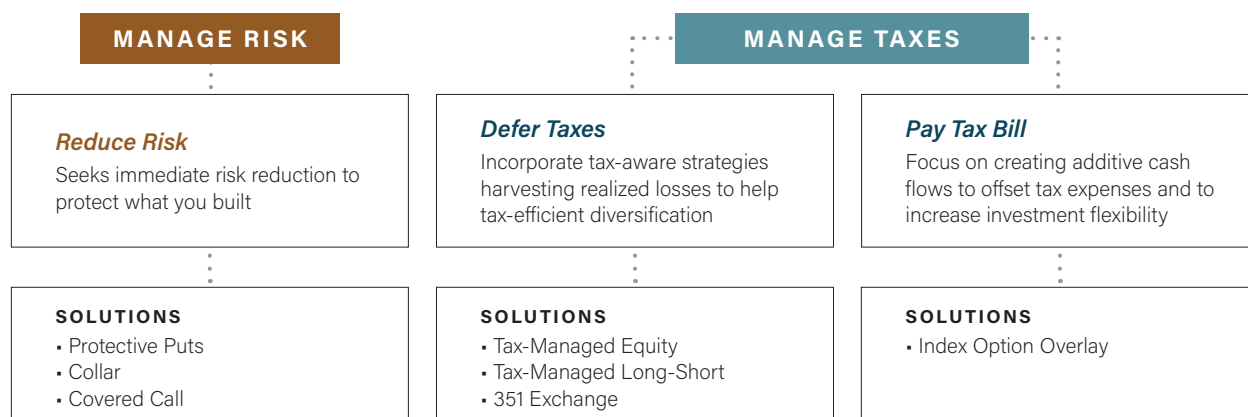 MANAGE RISK
MANAGE TAXES
Reduce Risk
Seeks immediate risk reduction to
protect what you built
Defer Taxes
Incorporate tax-aware strategies
harvesting realized losses to help
tax-efficient diversification
Pay Tax Bill
Focus on creating additive cash
flows to offset tax expenses and to
increase investment flexibility
SOLUTIONS
• Protective Puts
• Collar
• Covered Call
SOLUTIONS
• Tax-Managed Equity
• Tax-Managed Long-Short
• 351 Exchange
SOLUTIONS
• Index Option Overlay